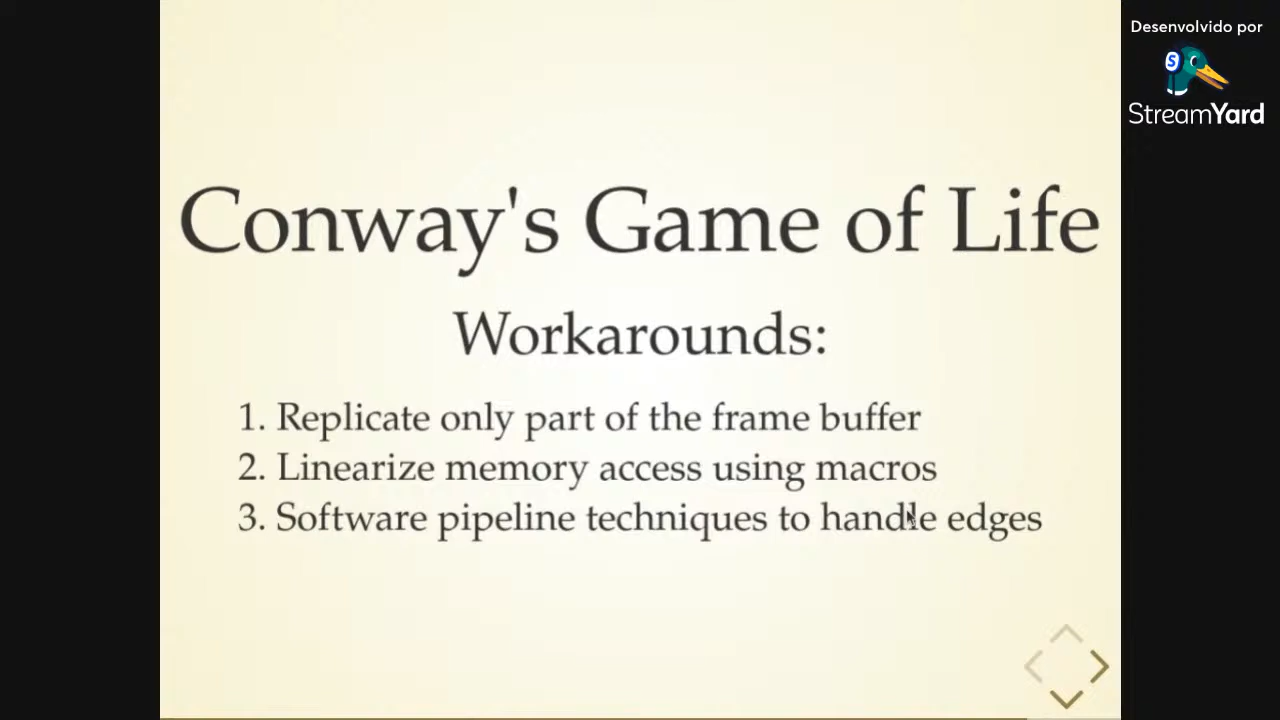 Desenvolvido por
StreamYard
Conway's Game of Life
Workarounds:
1. Replicate only part of the frame buffer
2. Linearize memory access using macros
3. Software pipeline techniques to handle edges